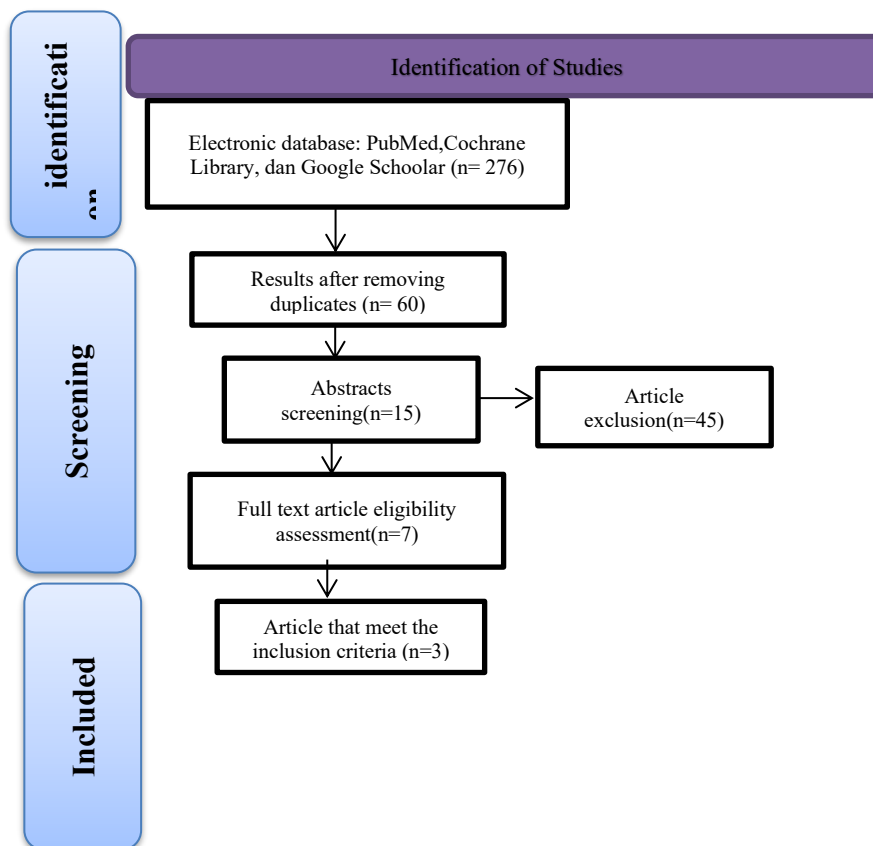 identificati
on
Identification of Studies
Electronic database: PubMed,Cochrane
Library, dan Google Schoolar (n= 276)
Screening
Results after removing
duplicates (n= 60)
Abstracts
screening(n=15)
Article
exclusion(n=45)
Full text article eligibility
assessment(n=7)
Included
Article that meet the
inclusion criteria (n=3)